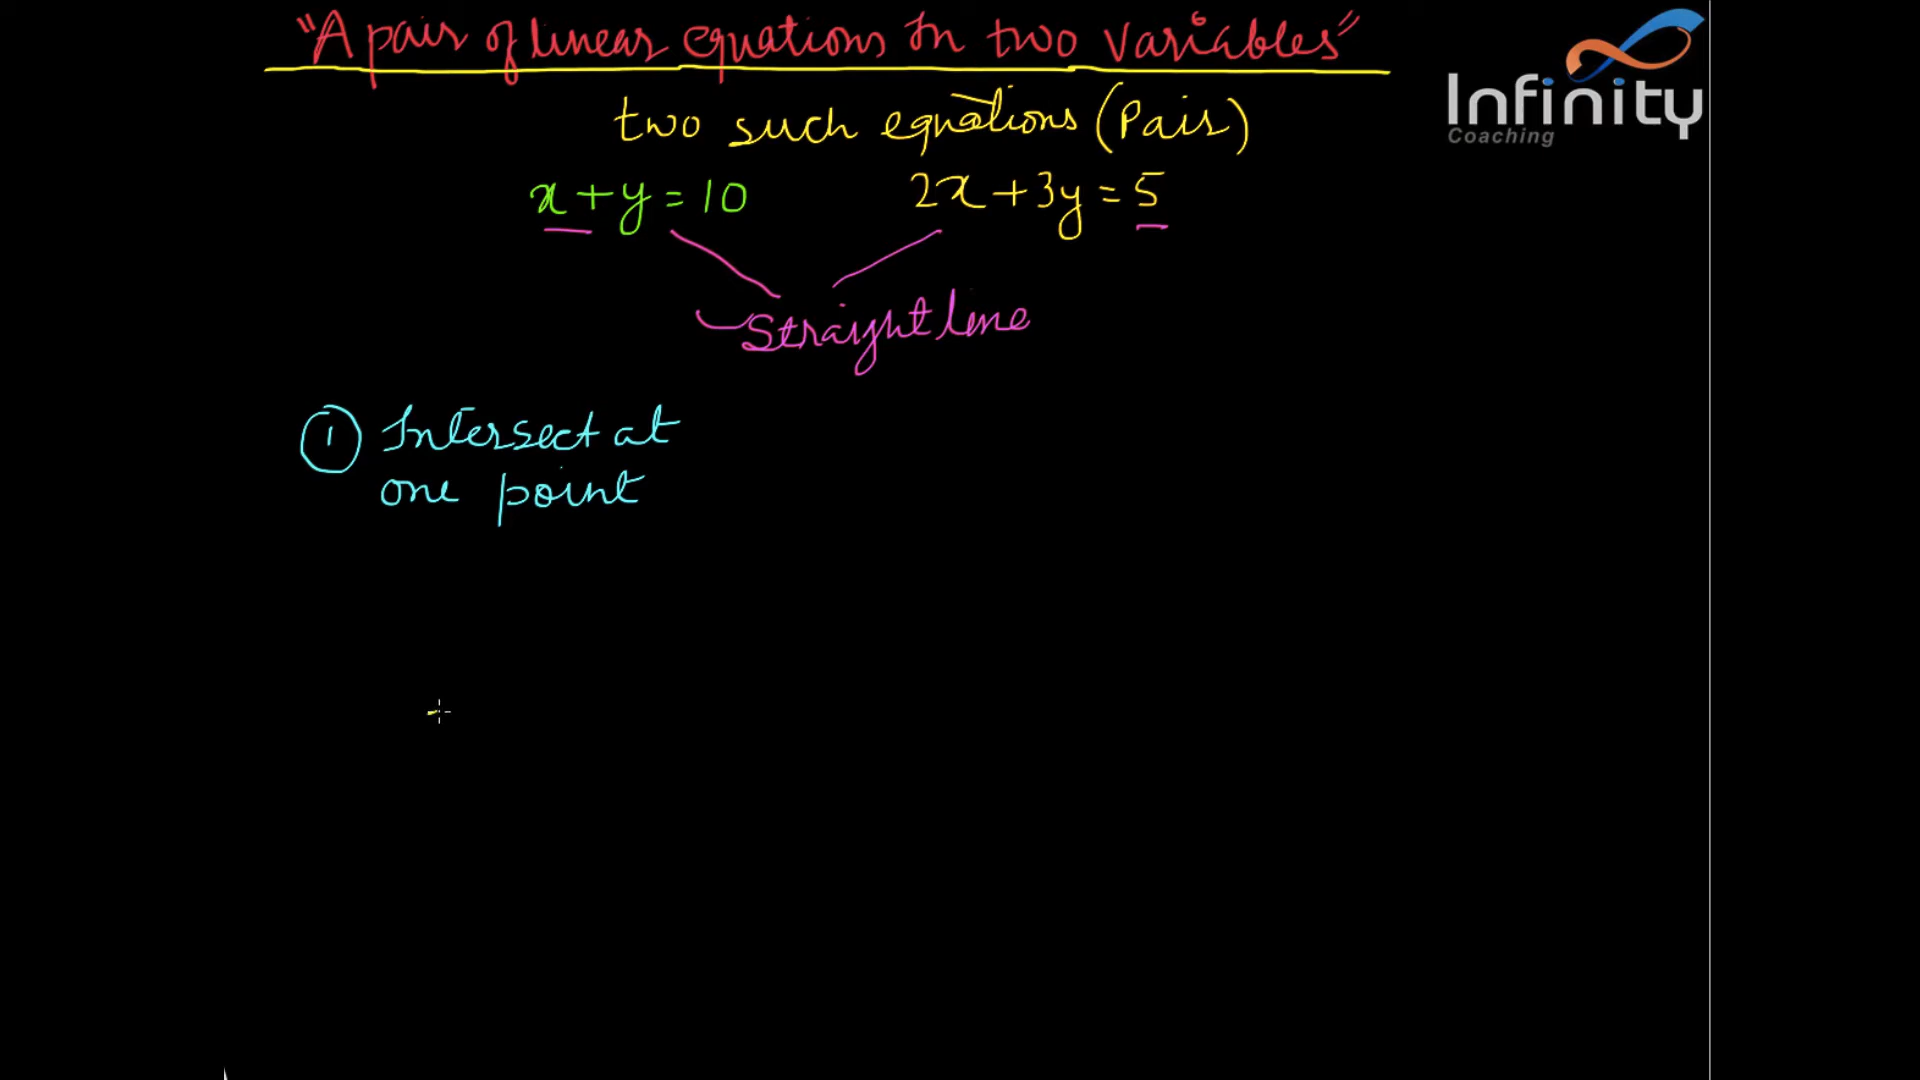 "A pair of linear equations In two variables"
Infinity
Coaching
two such equations (Pair)
x + y = 10
2x + 3y = 5
Straight line
① Intersect at
one point